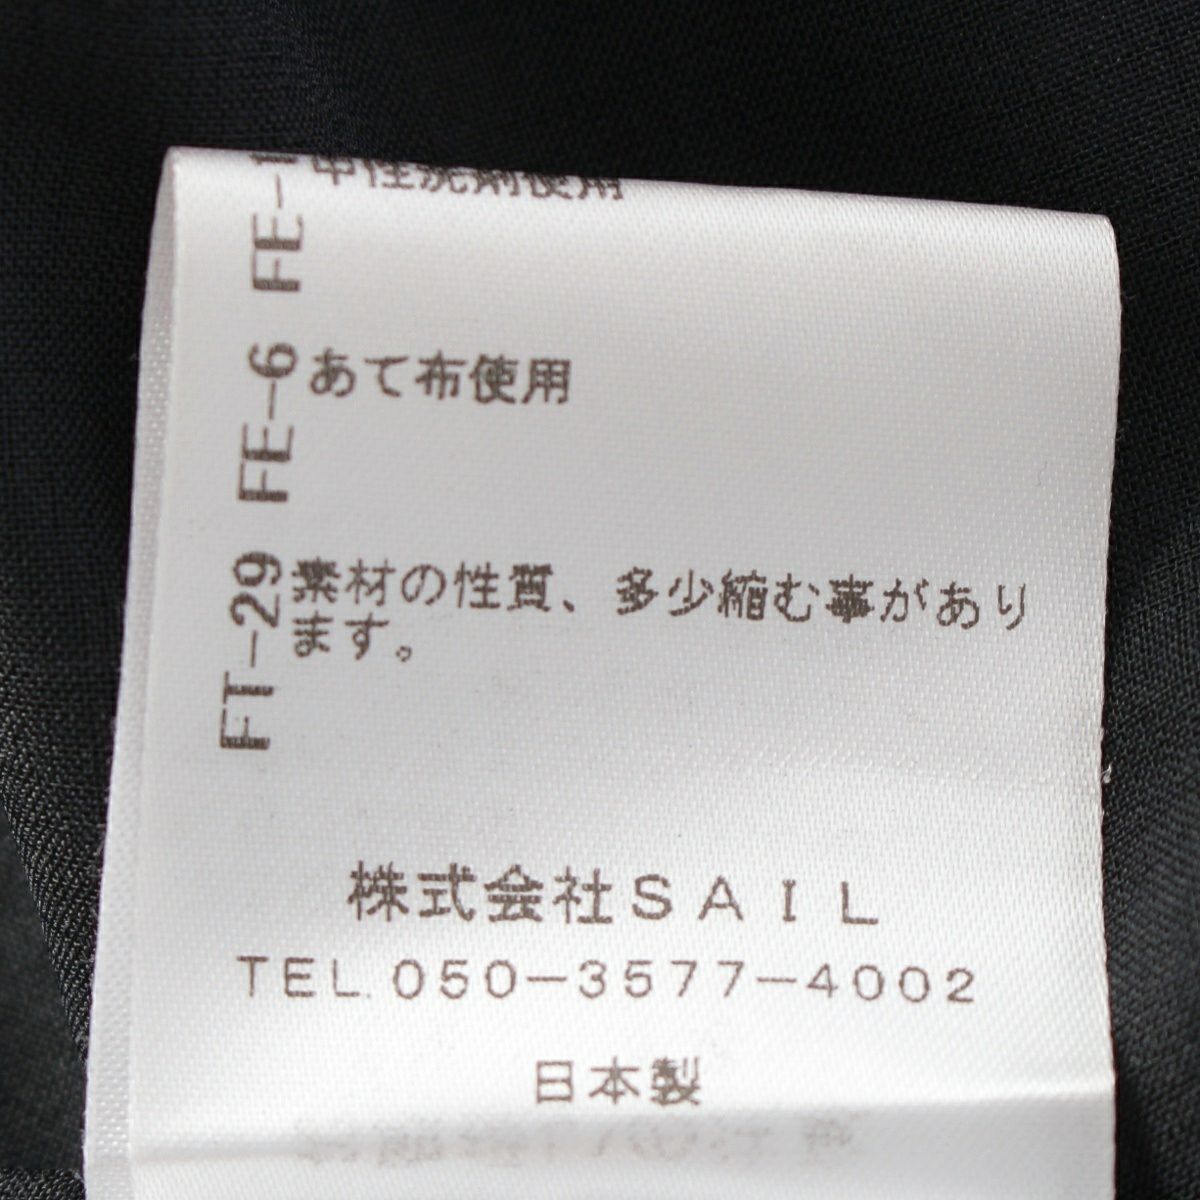 中性洗剤使用
あて布使用
素材の性質、多少縮む事があり
ます。
FE-
FE-6
FT-29
株式会社SAIL
TEL.050-3577-4002
日本製